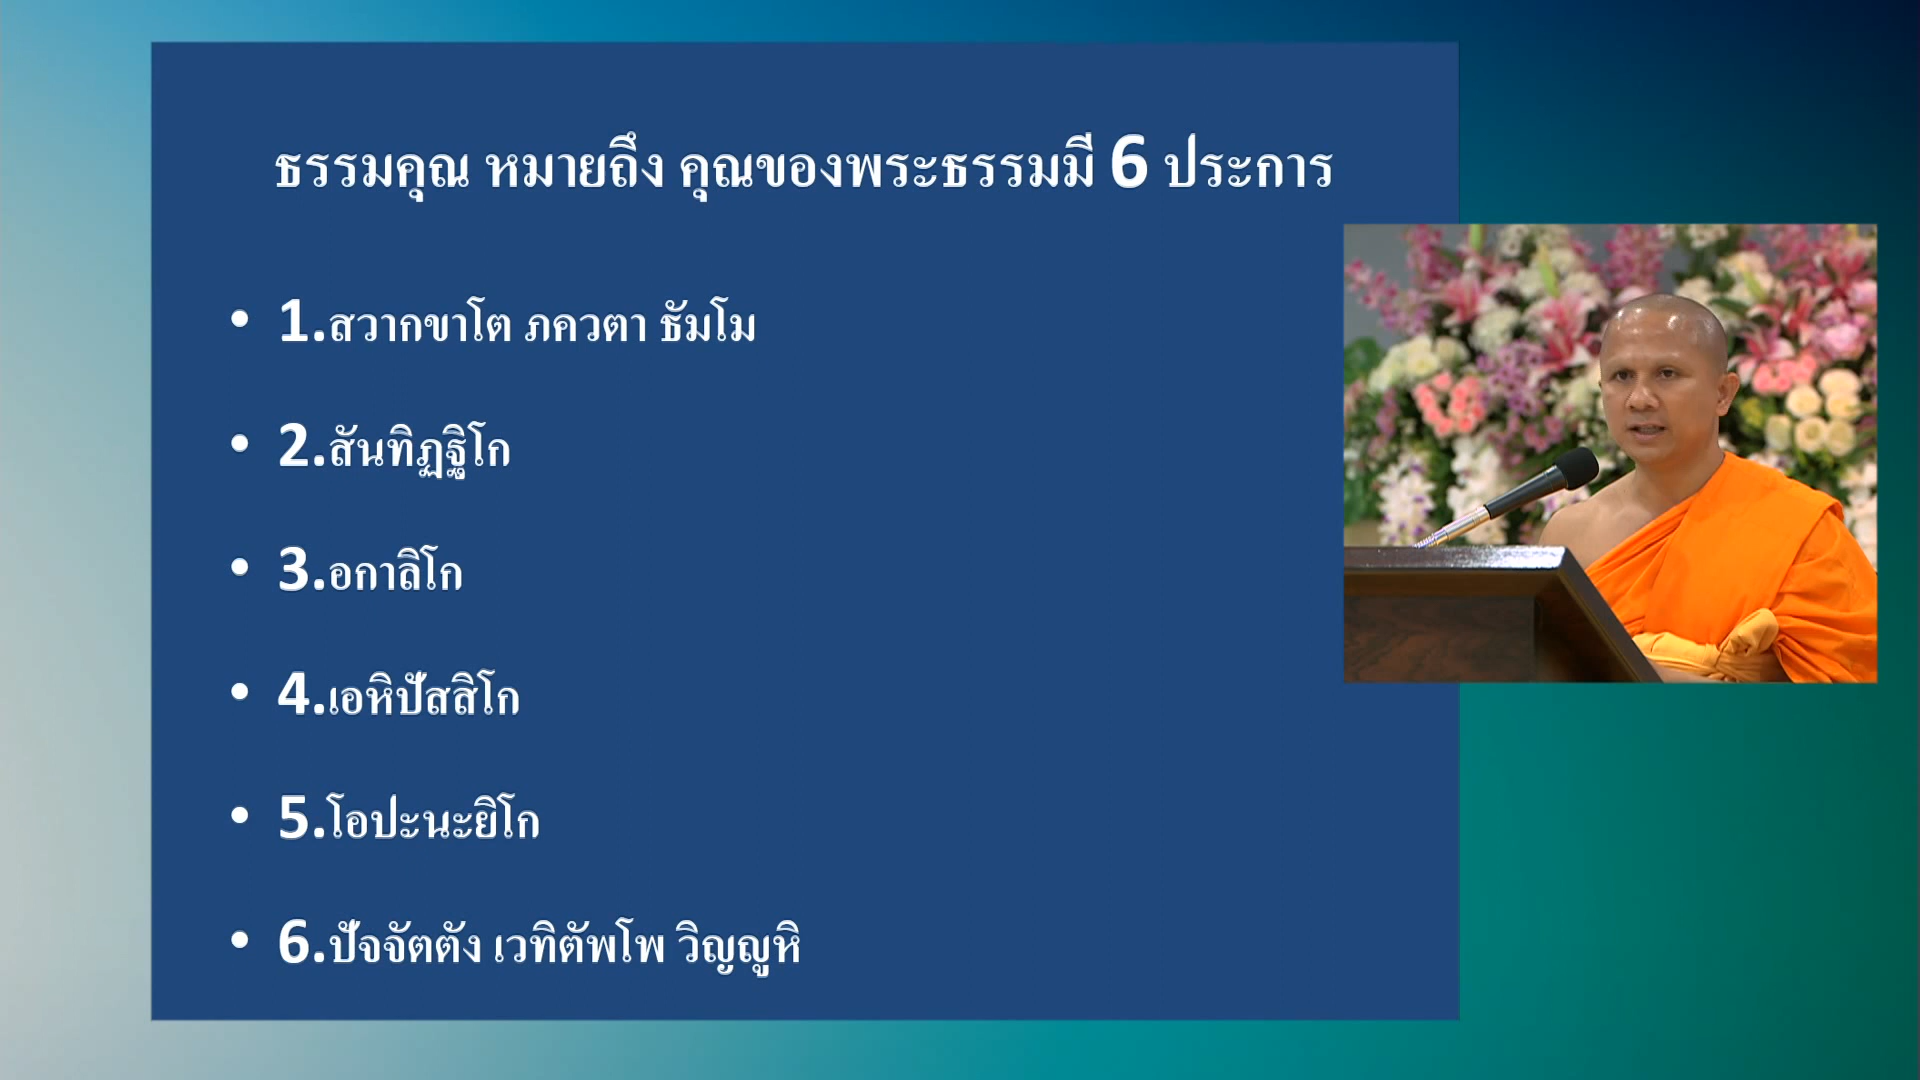 ธรรมคุณ หมายถึง คุณของพระธรรมมี 6 ประการ
• 1.สวากขาโต ภควตา ธัมโม
• 2.สันทิฏฐิโก
• 3.อกาลิโก
• 4.เอหิปัสสิโก
• 5.โอปะนะยิโก
• 6.ปัจจัตตัง เวทิตัพโพ วิญญูหิ